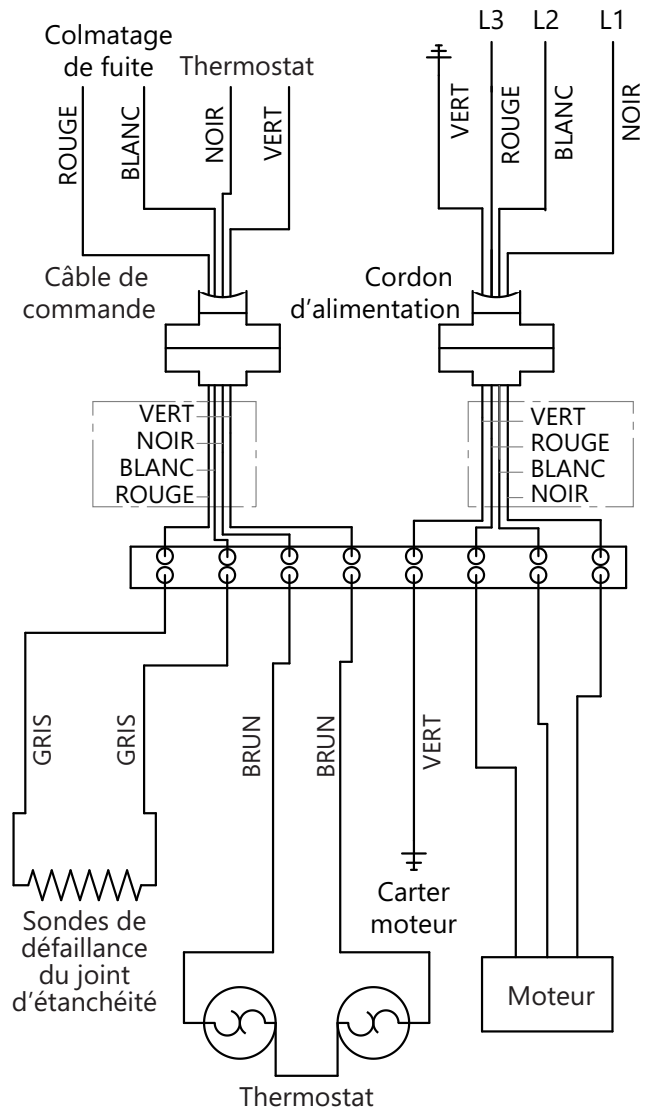 Colmatage
de fuite
Thermostat
ROUGE
BLANC
NOIR
VERT
L3
L2
L1
VERT
ROUGE
BLANC
NOIR
Câble de
commande
Cordon
d'alimentation
VERT
NOIR
BLANC
ROUGE
VERT
ROUGE
BLANC
NOIR
GRIS
GRIS
BRUN
BRUN
VERT
Sondes de
défaillance
du joint
d'étanchéité
Carter
moteur
Moteur
Thermostat